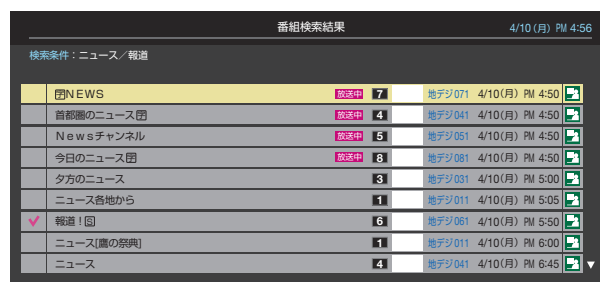 番組検索結果 4/10(月) PM 4:56
検索条件：ニュース／報道
🈑NEWS 放送中 7 地デジ071 4/10(月) PM 4:50
首都圏のニュース🈑 放送中 4 地デジ041 4/10(月) PM 4:50
Newsチャンネル 放送中 5 地デジ051 4/10(月) PM 4:50
今日のニュース🈑 放送中 8 地デジ081 4/10(月) PM 4:50
夕方のニュース 3 地デジ031 4/10(月) PM 5:00
ニュース各地から 1 地デジ011 4/10(月) PM 5:05
報道！🅂 6 地デジ061 4/10(月) PM 5:50
ニュース[鷹の祭典] 1 地デジ011 4/10(月) PM 6:00
ニュース 4 地デジ041 4/10(月) PM 6:45